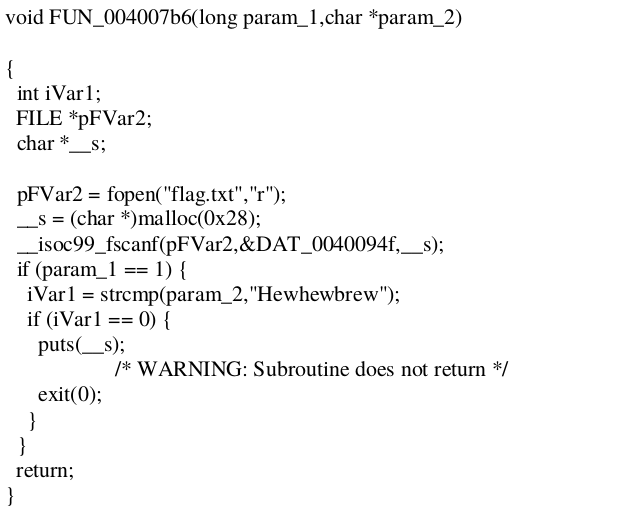 void FUN_004007b6(long param_1,char *param_2)
{
int iVar1;
FILE *pFVar2;
char *__s;
pFVar2 = fopen("flag.txt","r");
__s = (char *)malloc(0x28);
__isoc99_fscanf(pFVar2,&DAT_0040094f,__s);
if (param_1 == 1) {
iVar1 = strcmp(param_2,"Hewhewbrew");
if (iVar1 == 0) {
puts(__s);
/* WARNING: Subroutine does not return */
exit(0);
}
}
return;
}